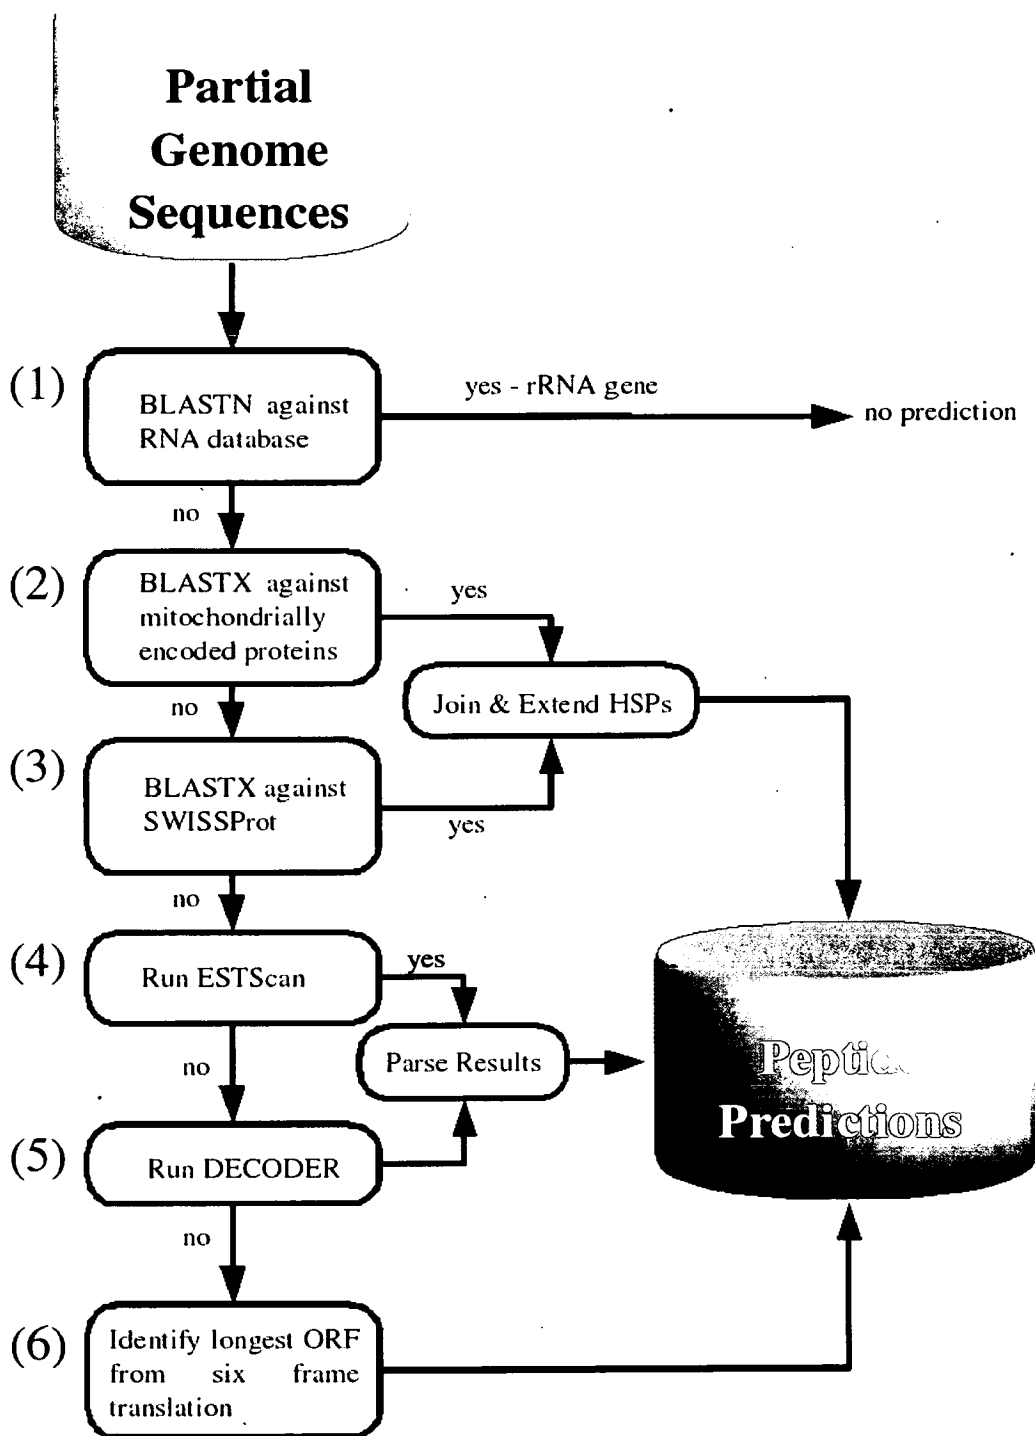 Partial
Genome
Sequences
(1)
BLASTN against
RNA database
yes - rRNA gene
no prediction
no
(2)
BLASTX against
mitochondrially
encoded proteins
yes
Join & Extend HSPs
no
(3)
BLASTX against
SWISSProt
yes
no
(4)
Run ESTScan
yes
Parse Results
no
Predictions
(5)
Run DECODER
no
(6)
Identify longest ORF
from six frame
translation